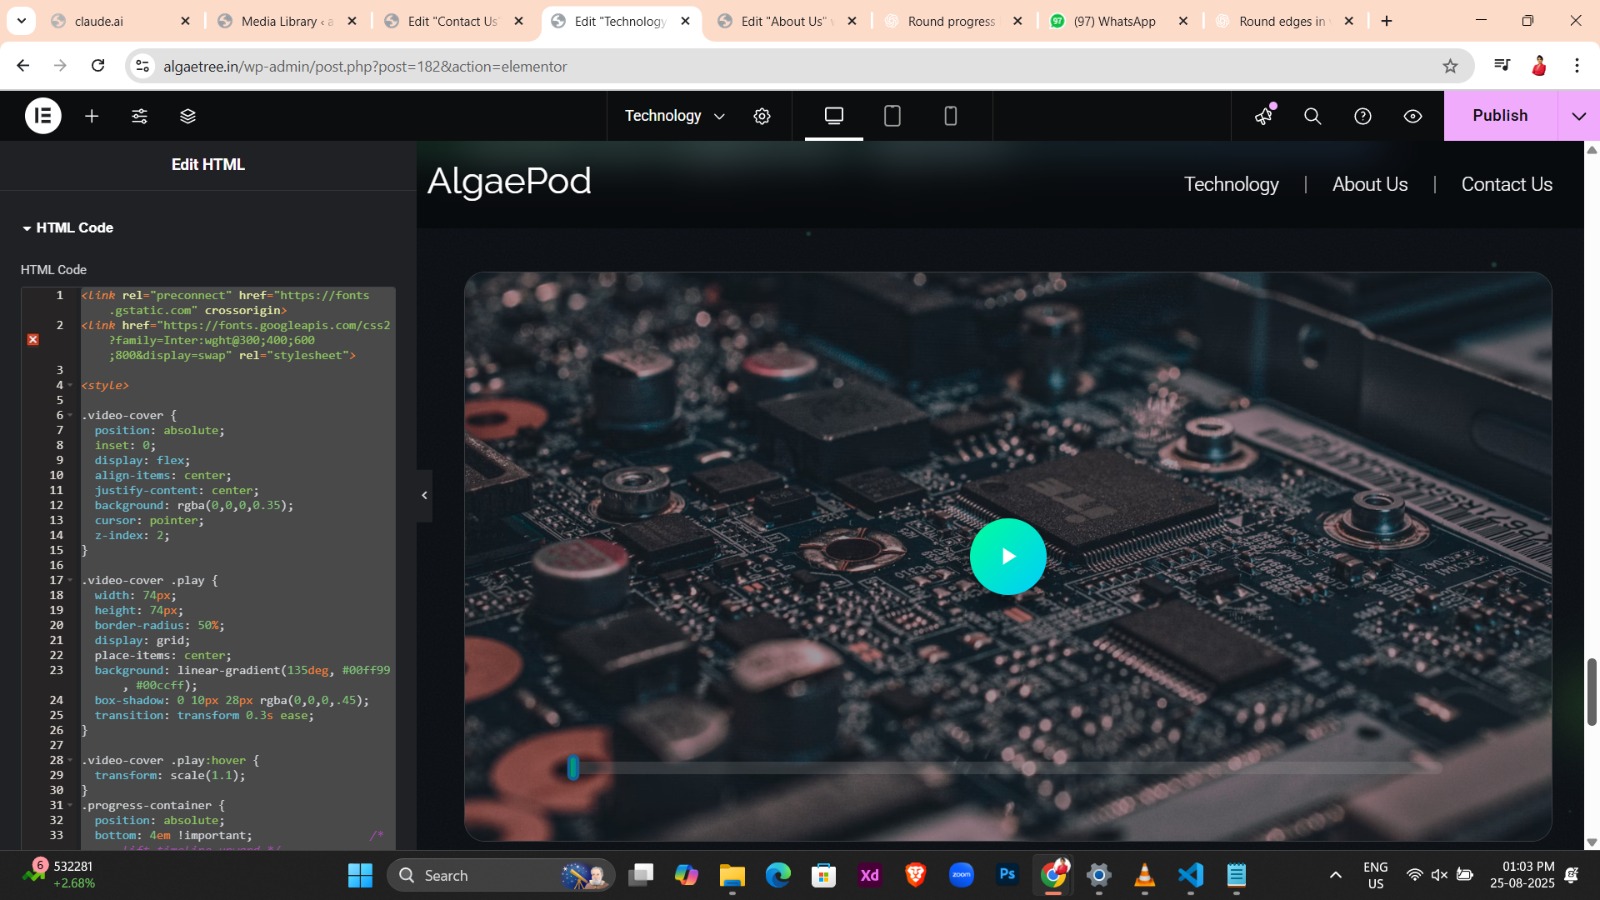 claude.ai
Media Library ‹ a
Edit "Contact Us"
Edit "Technology
Edit "About Us"
Round progress
(97) WhatsApp
Round edges in
algaetree.in/wp-admin/post.php?post=182&action=elementor
Technology
Publish
Edit HTML
HTML Code
HTML Code
1 <link rel="preconnect" href="https://fonts
.gstatic.com" crossorigin>
2 <link href="https://fonts.googleapis.com/css2
?family=Inter:wght@300;400;600
;800&display=swap" rel="stylesheet">
3
4 <style>
5
6 .video-cover {
7 position: absolute;
8 inset: 0;
9 display: flex;
10 align-items: center;
11 justify-content: center;
12 background: rgba(0,0,0,0.35);
13 cursor: pointer;
14 z-index: 2;
15 }
16
17 .video-cover .play {
18 width: 74px;
19 height: 74px;
20 border-radius: 50%;
21 display: grid;
22 place-items: center;
23 background: linear-gradient(135deg, #00ff99
, #00ccff);
24 box-shadow: 0 10px 28px rgba(0,0,0,.45);
25 transition: transform 0.3s ease;
26 }
27
28 .video-cover .play:hover {
29 transform: scale(1.1);
30 }
31 .progress-container {
32 position: absolute;
33 bottom: 4em !important; /*
AlgaePod
Technology | About Us | Contact Us
6
532281
+2.68%
Search
ENG
US
01:03 PM
25-08-2025